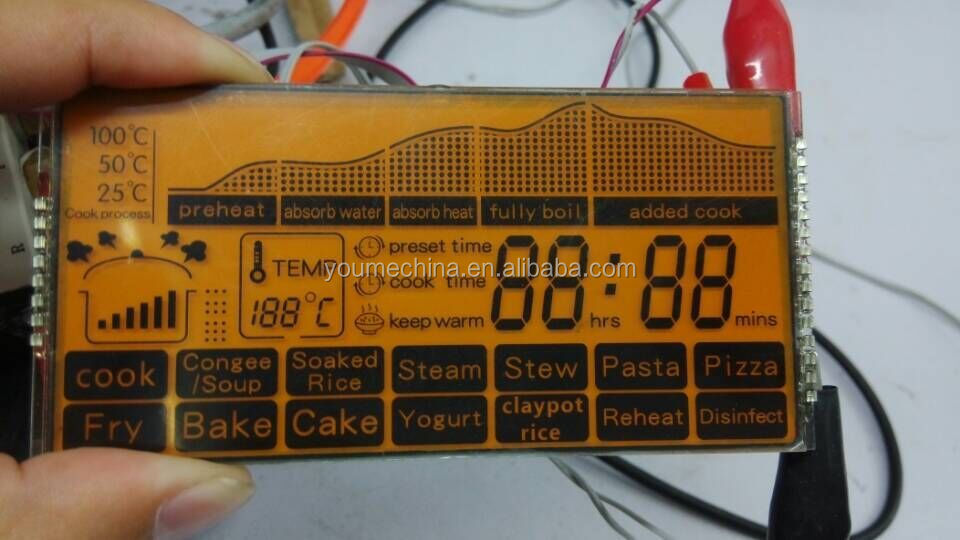 100℃
50℃
25℃
Cook process
preheat absorb water absorb heat fully boil added cook
TEMP
188℃
preset time
cook time
keep warm
88:88
hrs mins
youmechina.en.alibaba.com
cook Congee/Soup Soaked Rice Steam Stew Pasta Pizza
Fry Bake Cake Yogurt claypot rice Reheat Disinfect
R